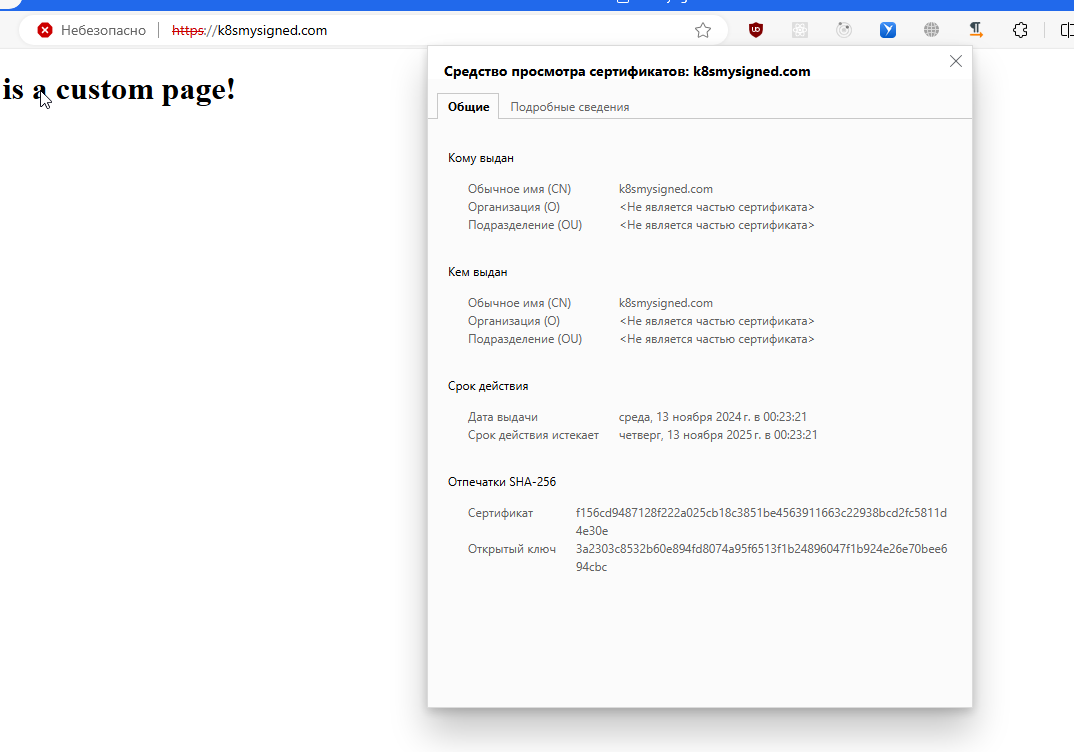 Небезопасно
https://k8smysigned.com
is a custom page!
Средство просмотра сертификатов: k8smysigned.com
Общие Подробные сведения
Кому выдан
Обычное имя (CN) k8smysigned.com
Организация (O) <Не является частью сертификата>
Подразделение (OU) <Не является частью сертификата>
Кем выдан
Обычное имя (CN) k8smysigned.com
Организация (O) <Не является частью сертификата>
Подразделение (OU) <Не является частью сертификата>
Срок действия
Дата выдачи среда, 13 ноября 2024 г. в 00:23:21
Срок действия истекает четверг, 13 ноября 2025 г. в 00:23:21
Отпечатки SHA-256
Сертификат f156cd9487128f222a025cb18c3851be4563911663c22938bcd2fc5811d
4e30e
Открытый ключ 3a2303c8532b60e894fd8074a95f6513f1b24896047f1b924e26e70bee6
94cbc